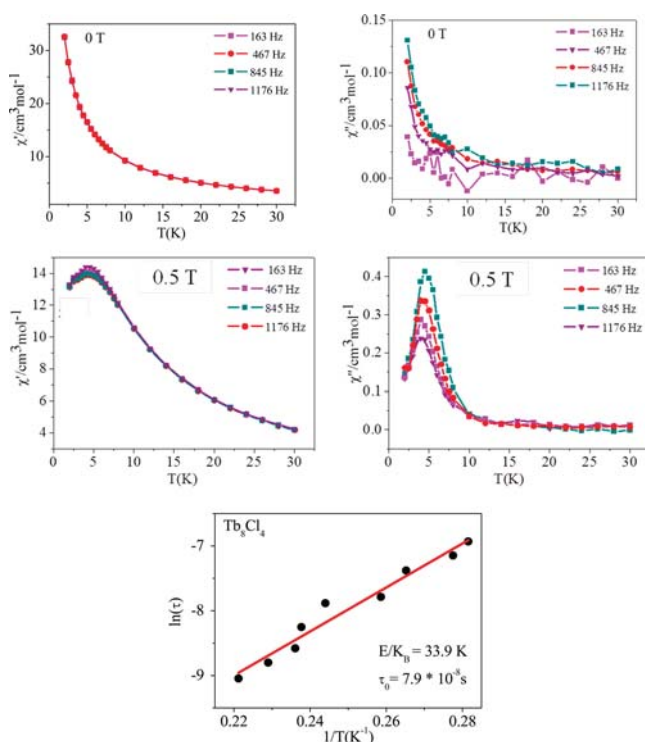 0 T
163 Hz
467 Hz
845 Hz
1176 Hz
30
20
10
χ'/cm³mol⁻¹
0 5 10 15 20 25 30
T(K)
0 T
163 Hz
467 Hz
845 Hz
1176 Hz
0.15
0.10
0.05
0.00
χ"/cm³mol⁻¹
0 5 10 15 20 25 30
T(K)
0.5 T
163 Hz
467 Hz
845 Hz
1176 Hz
14
12
10
8
6
4
χ'/cm³mol⁻¹
0 5 10 15 20 25 30
T(K)
0.5 T
163 Hz
467 Hz
845 Hz
1176 Hz
0.4
0.3
0.2
0.1
0.0
χ"/cm³mol⁻¹
0 5 10 15 20 25 30
T(K)
Tb₈Cl₄
-7
-8
-9
ln(τ)
E/K_B = 33.9 K
τ₀= 7.9 * 10⁻⁸s
0.22 0.24 0.26 0.28
1/T(K⁻¹)